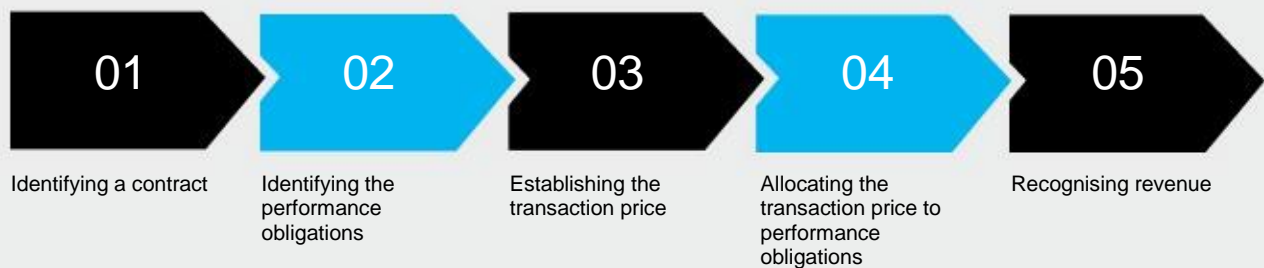 01
02
03
04
05
Identifying a contract
Identifying the
performance
obligations
Establishing the
transaction price
Allocating the
transaction price to
performance
obligations
Recognising revenue